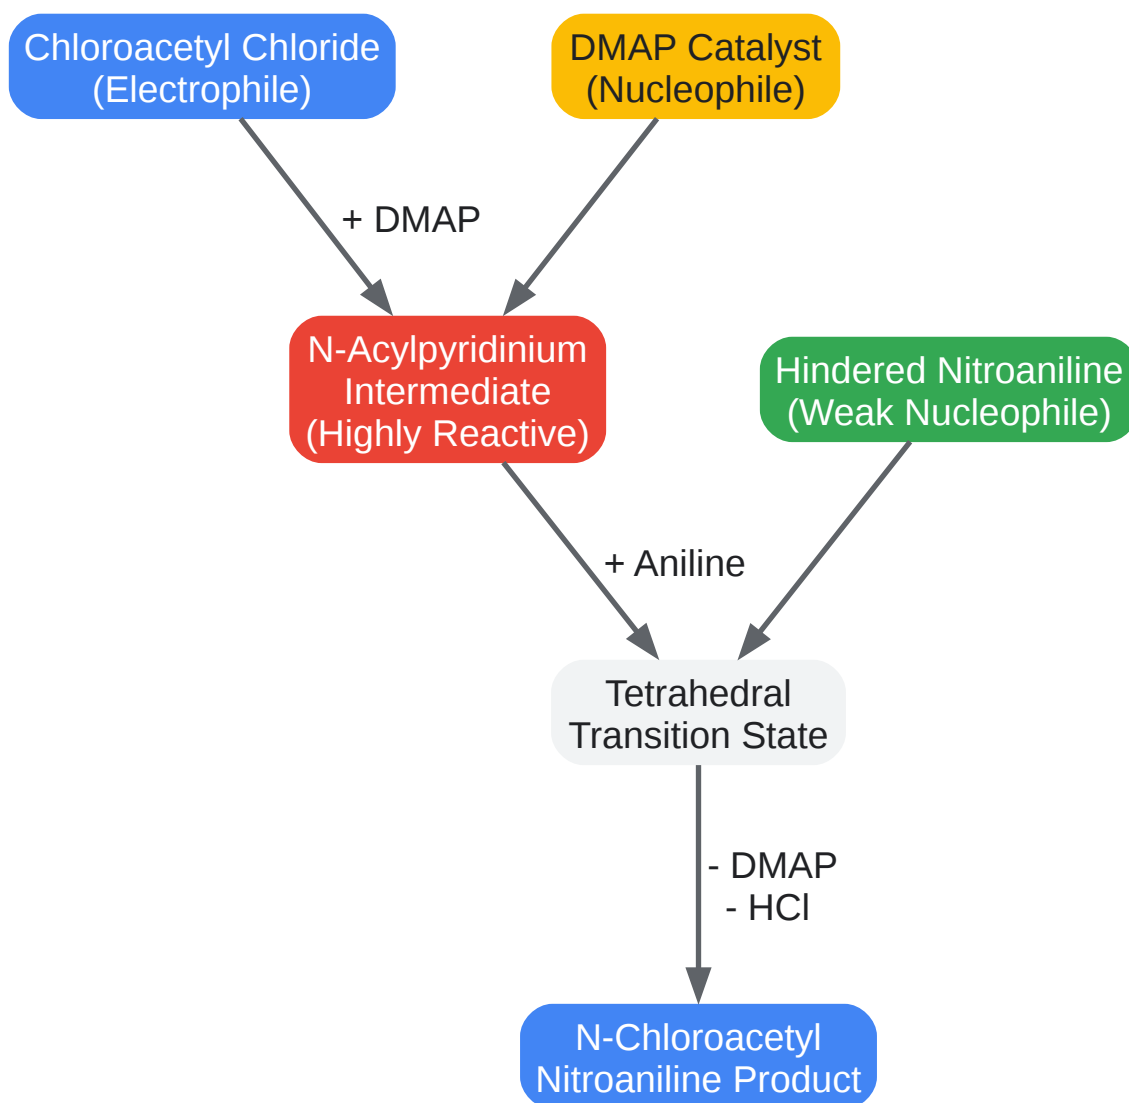 Chloroacetyl Chloride
(Electrophile)
DMAP Catalyst
(Nucleophile)
+ DMAP
N-Acylpyridinium
Intermediate
(Highly Reactive)
Hindered Nitroaniline
(Weak Nucleophile)
+ Aniline
Tetrahedral
Transition State
- DMAP
- HCl
N-Chloroacetyl
Nitroaniline Product